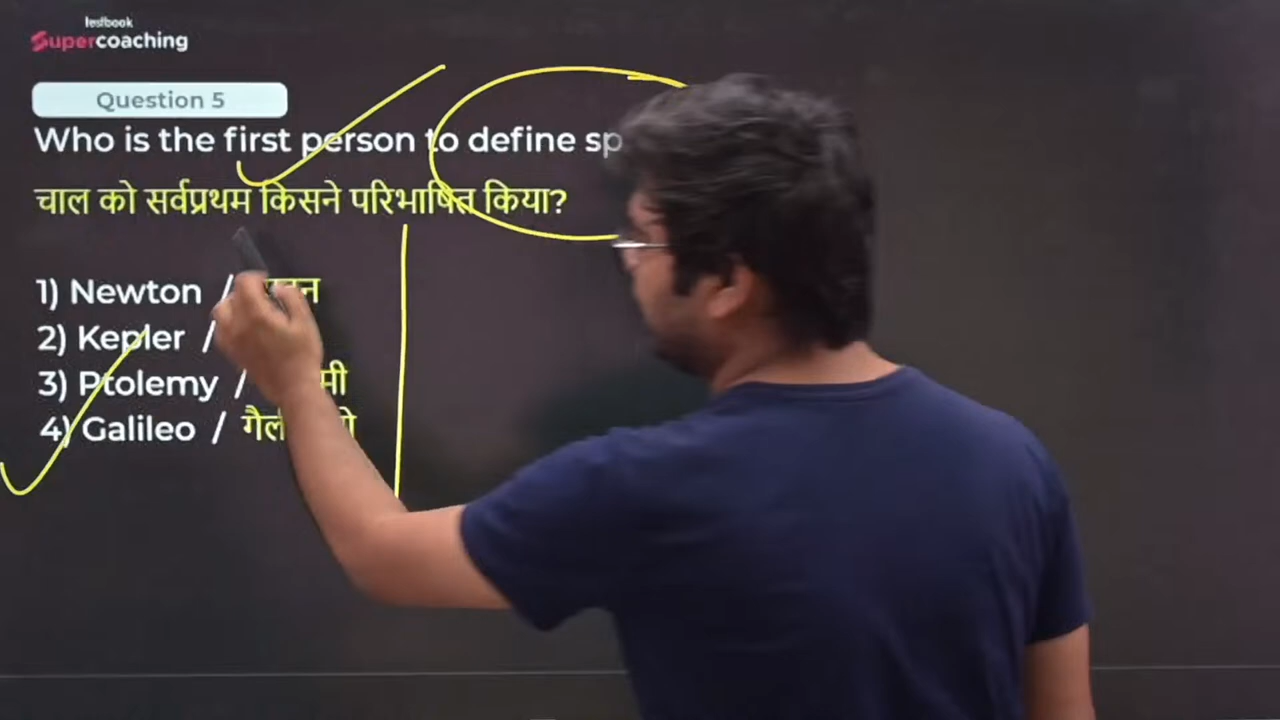 testbook
Supercoaching
Question 5
Who is the first person to define
चाल को सर्वप्रथम किसने परिभाषित किया?
1) Newton /
2) Kepler /
3) Ptolemy /
4) Galileo /